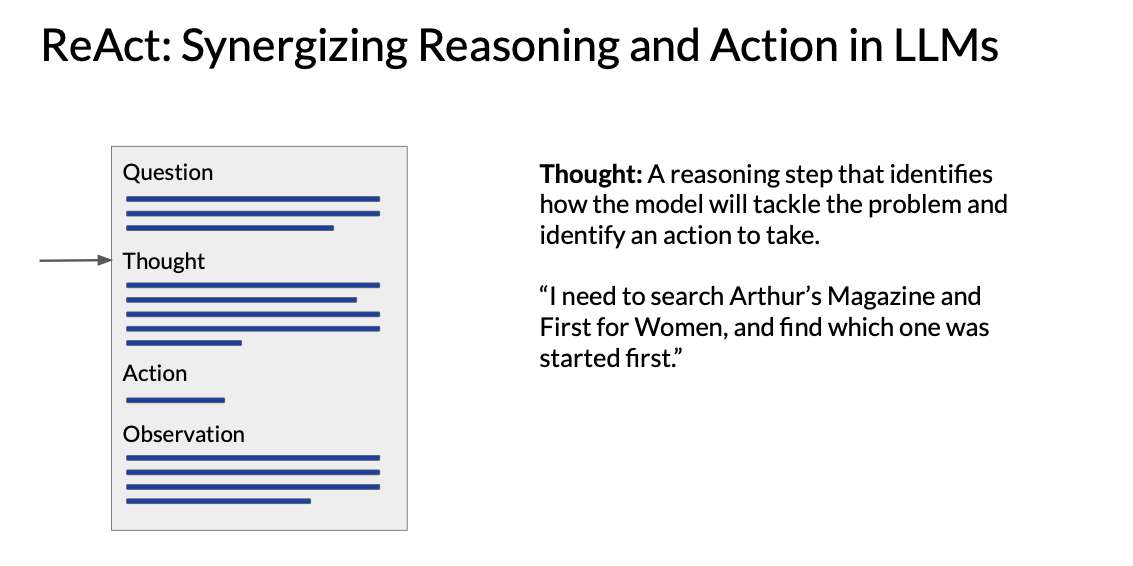 ReAct: Synergizing Reasoning and Action in LLMs
Question
Thought
Action
Observation
Thought: A reasoning step that identifies
how the model will tackle the problem and
identify an action to take.
“I need to search Arthur’s Magazine and
First for Women, and find which one was
started first.”